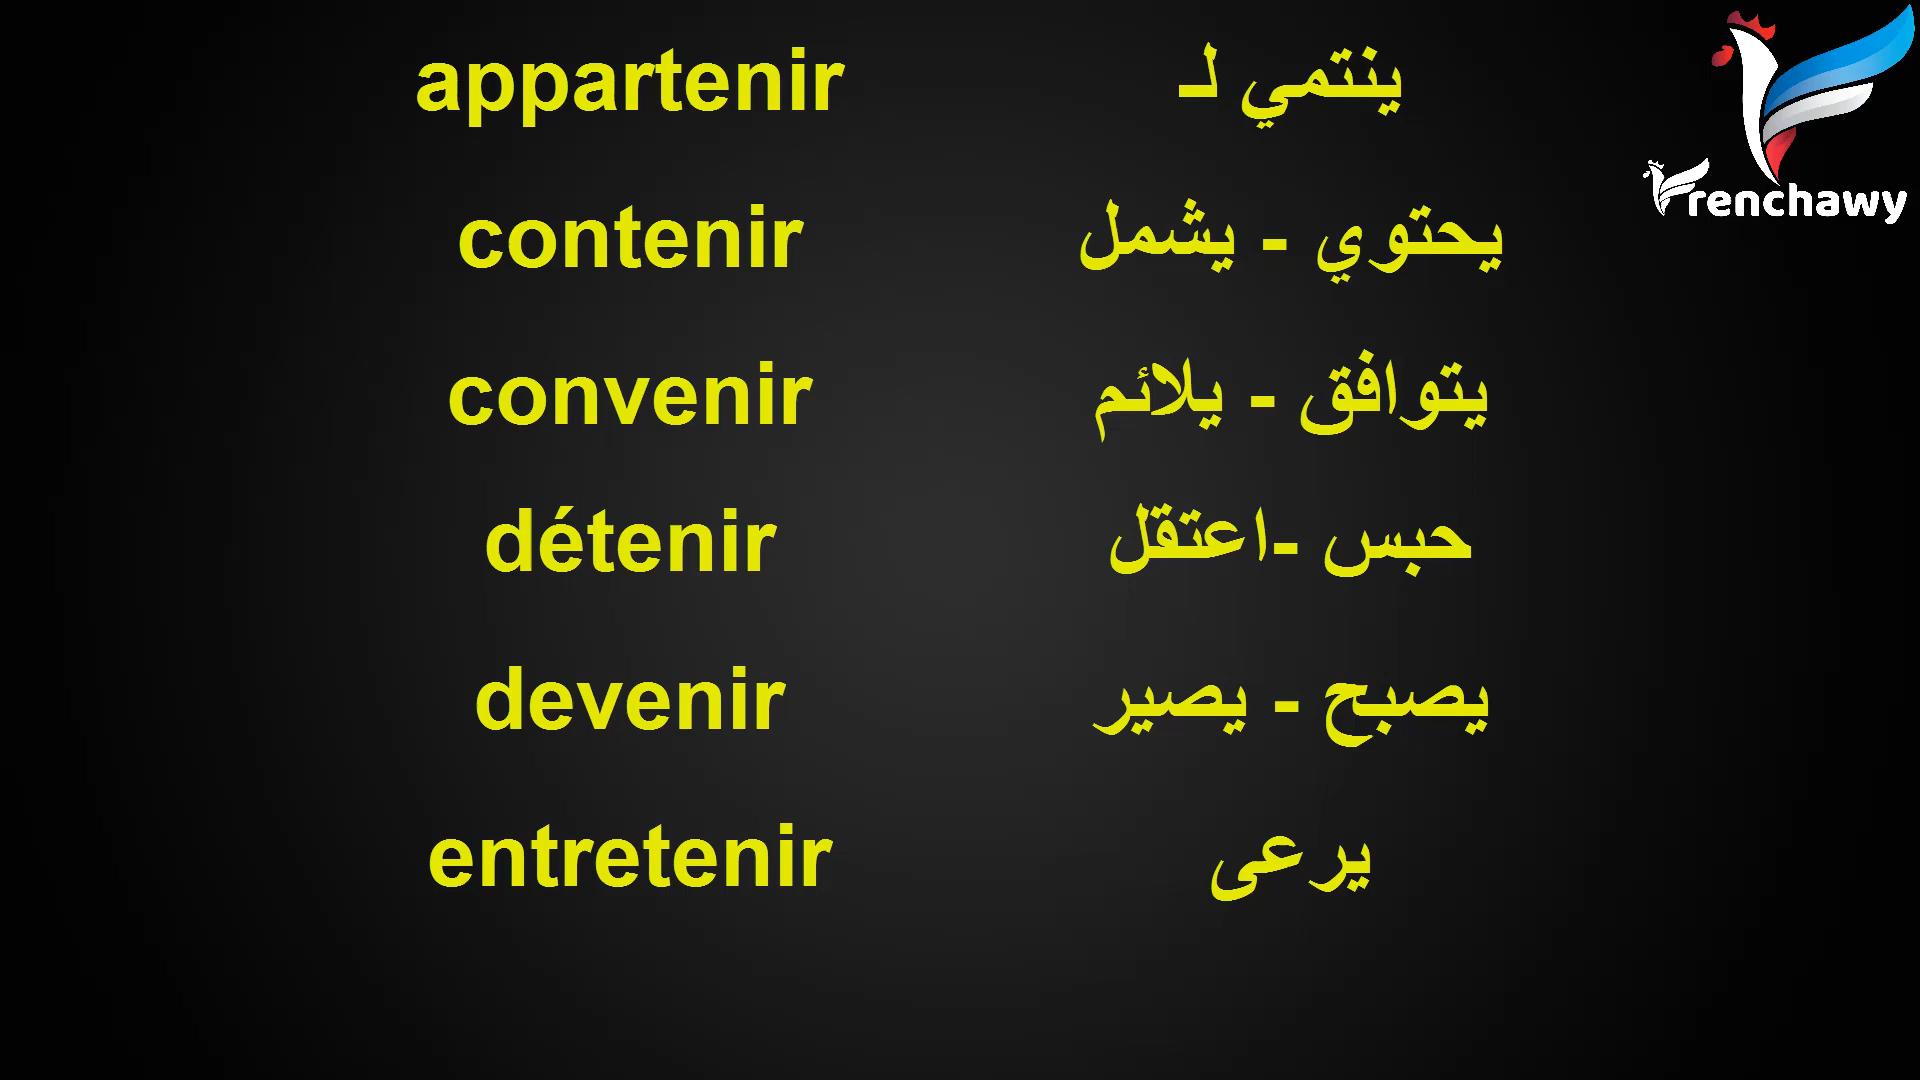 appartenir ينتمي لـ
contenir يحتوي - يشمل
convenir يتوافق - يلائم
détenir حبس -اعتقل
devenir يصبح - يصير
entretenir يرعى
Frenchawy